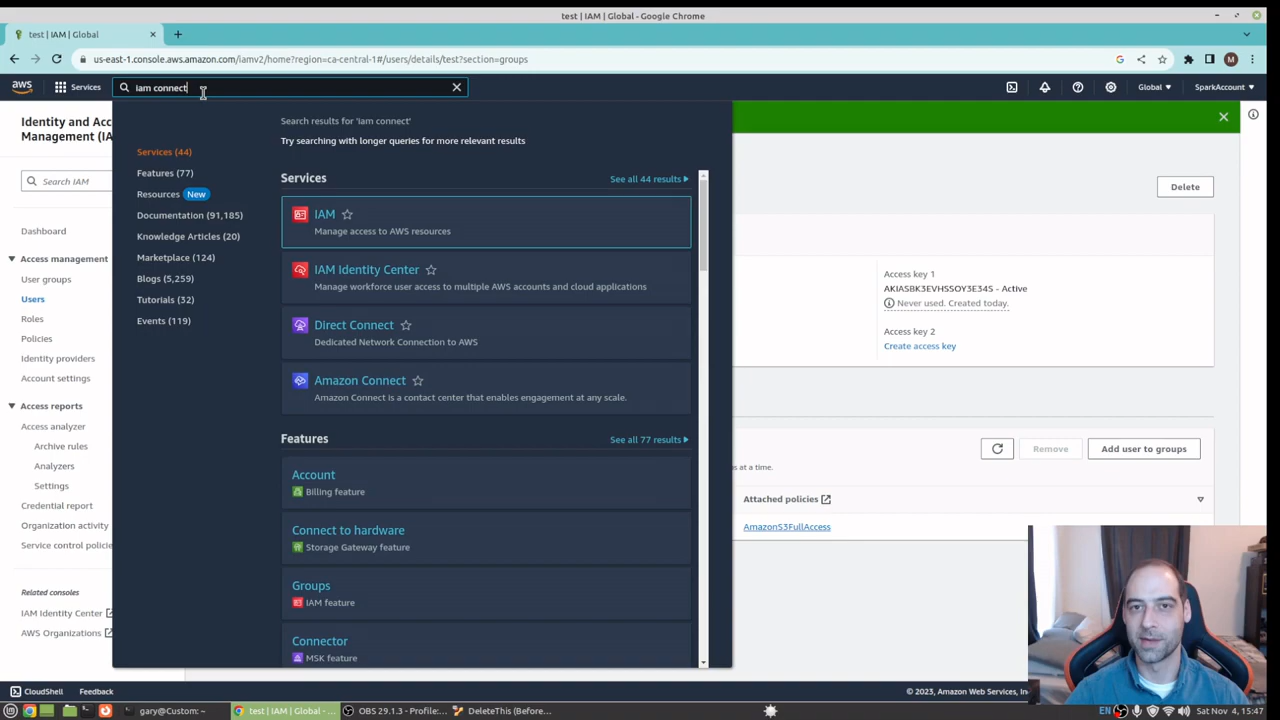 test | IAM | Global - Google Chrome
test | IAM | Global
us-east-1.console.aws.amazon.com/iamv2/home?region=ca-central-1#/users/details/test?section=groups
M
aws
Services
iam connect
Global
SparkAccount
Identity and Acc
Management (IA
Search IAM
Dashboard
Access management
User groups
Users
Roles
Policies
Identity providers
Account settings
Access reports
Access analyzer
Archive rules
Analyzers
Settings
Credential report
Organization activity
Service control policie
Related consoles
IAM Identity Center
AWS Organizations
Services (44)
Features (77)
Resources New
Documentation (91,185)
Knowledge Articles (20)
Marketplace (124)
Blogs (5,259)
Tutorials (32)
Events (119)
Search results for 'iam connect'
Try searching with longer queries for more relevant results
Services
See all 44 results
IAM
Manage access to AWS resources
IAM Identity Center
Manage workforce user access to multiple AWS accounts and cloud applications
Direct Connect
Dedicated Network Connection to AWS
Amazon Connect
Amazon Connect is a contact center that enables engagement at any scale.
Features
See all 77 results
Account
Billing feature
Connect to hardware
Storage Gateway feature
Groups
IAM feature
Connector
MSK feature
Delete
Access key 1
AKIASBK3EVHSSOY3E34S - Active
Never used. Created today.
Access key 2
Create access key
Remove
Add user to groups
s at a time.
Attached policies
AmazonS3FullAccess
CloudShell
Feedback
© 2023, Amazon Web Services, In
gary@Custom: ~
test | IAM | Global - ...
OBS 29.1.3 - Profile:...
DeleteThis (Before...
EN
Sat Nov 4, 15:47